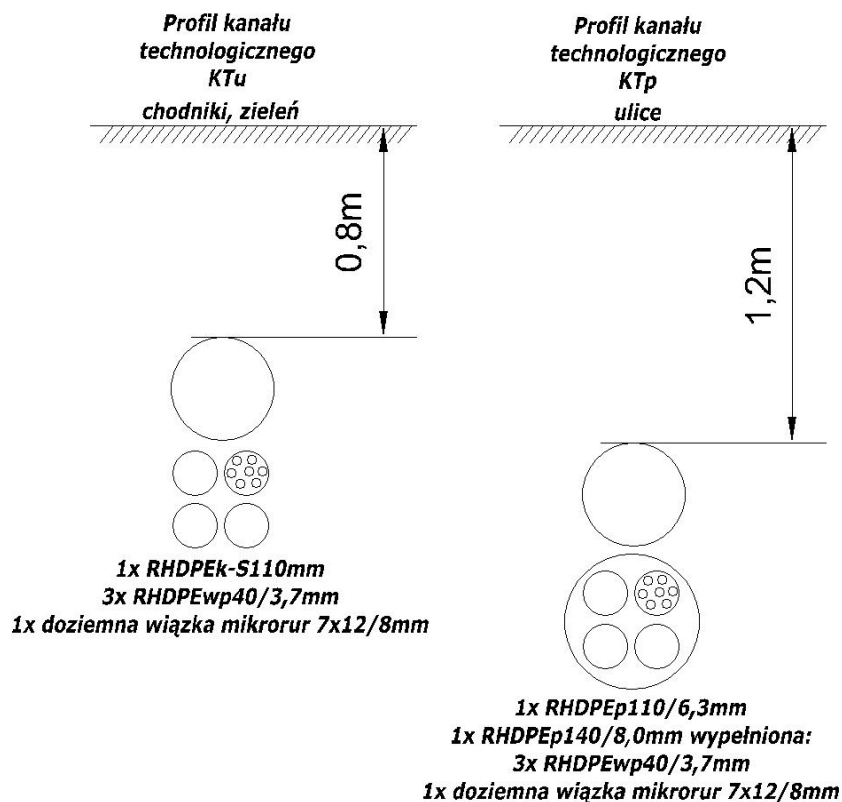 Profil kanału
technologicznego
KTu
chodniki, zieleń
0,8m
1x RHDPEk-S110mm
3x RHDPEwp40/3,7mm
1x doziemna wiązka mikrorur 7x12/8mm
Profil kanału
technologicznego
KTp
ulice
1,2m
1x RHDPEp110/6,3mm
1x RHDPEp140/8,0mm wypełniona:
3x RHDPEwp40/3,7mm
1x doziemna wiązka mikrorur 7x12/8mm